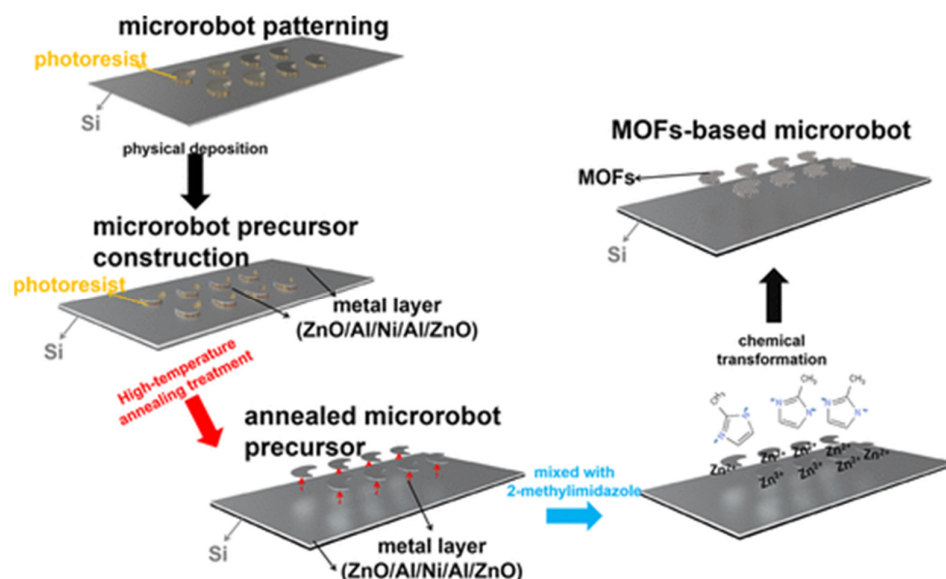 microrobot patterning
photoresist
Si
physical deposition
microrobot precursor
construction
photoresist
metal layer
(ZnO/Al/Ni/Al/ZnO)
Si
High-temperature
annealing treatment
annealed microrobot
precursor
Si
metal layer
(ZnO/Al/Ni/Al/ZnO)
mixed with
2-methylimidazole
Zn²⁺ Zn²⁺ Zn²⁺ Zn²⁺
Zn²⁺ Zn²⁺ Zn²⁺ Zn²⁺
CH₃ CH₃ CH₃
N N N N N N
chemical
transformation
MOFs-based microrobot
MOFs
Si